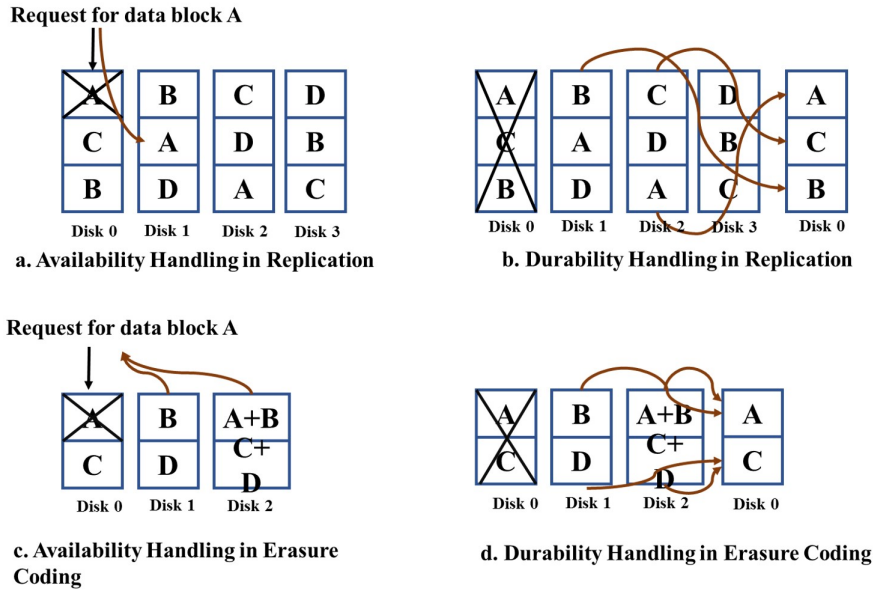 Request for data block A
A B C D
C A D B
B D A C
Disk 0 Disk 1 Disk 2 Disk 3
a. Availability Handling in Replication
A B C D A
C A D B C
B D A C B
Disk 0 Disk 1 Disk 2 Disk 3 Disk 0
b. Durability Handling in Replication
Request for data block A
A B A+B
C D C+
D
Disk 0 Disk 1 Disk 2
c. Availability Handling in Erasure
Coding
A B A+B A
C D C+ C
D
Disk 0 Disk 1 Disk 2 Disk 0
d. Durability Handling in Erasure Coding